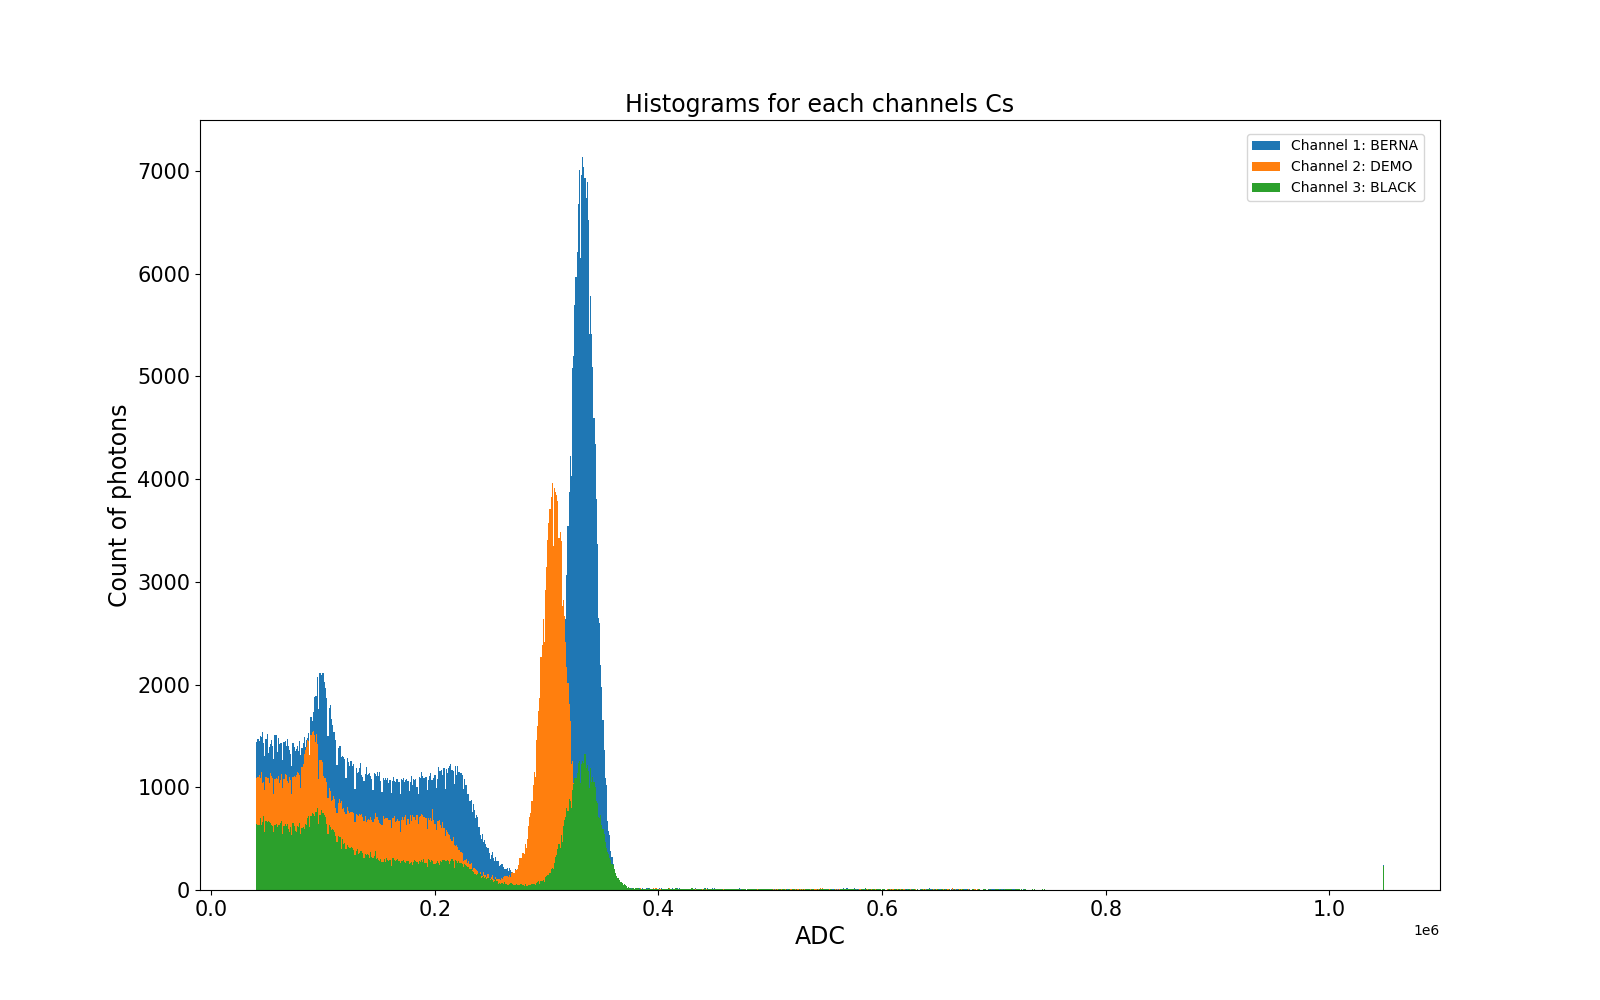 Histograms for each channels Cs
Channel 1: BERNA
Channel 2: DEMO
Channel 3: BLACK
Count of photons
7000
6000
5000
4000
3000
2000
1000
0
0.0 0.2 0.4 0.6 0.8 1.0
1e6
ADC